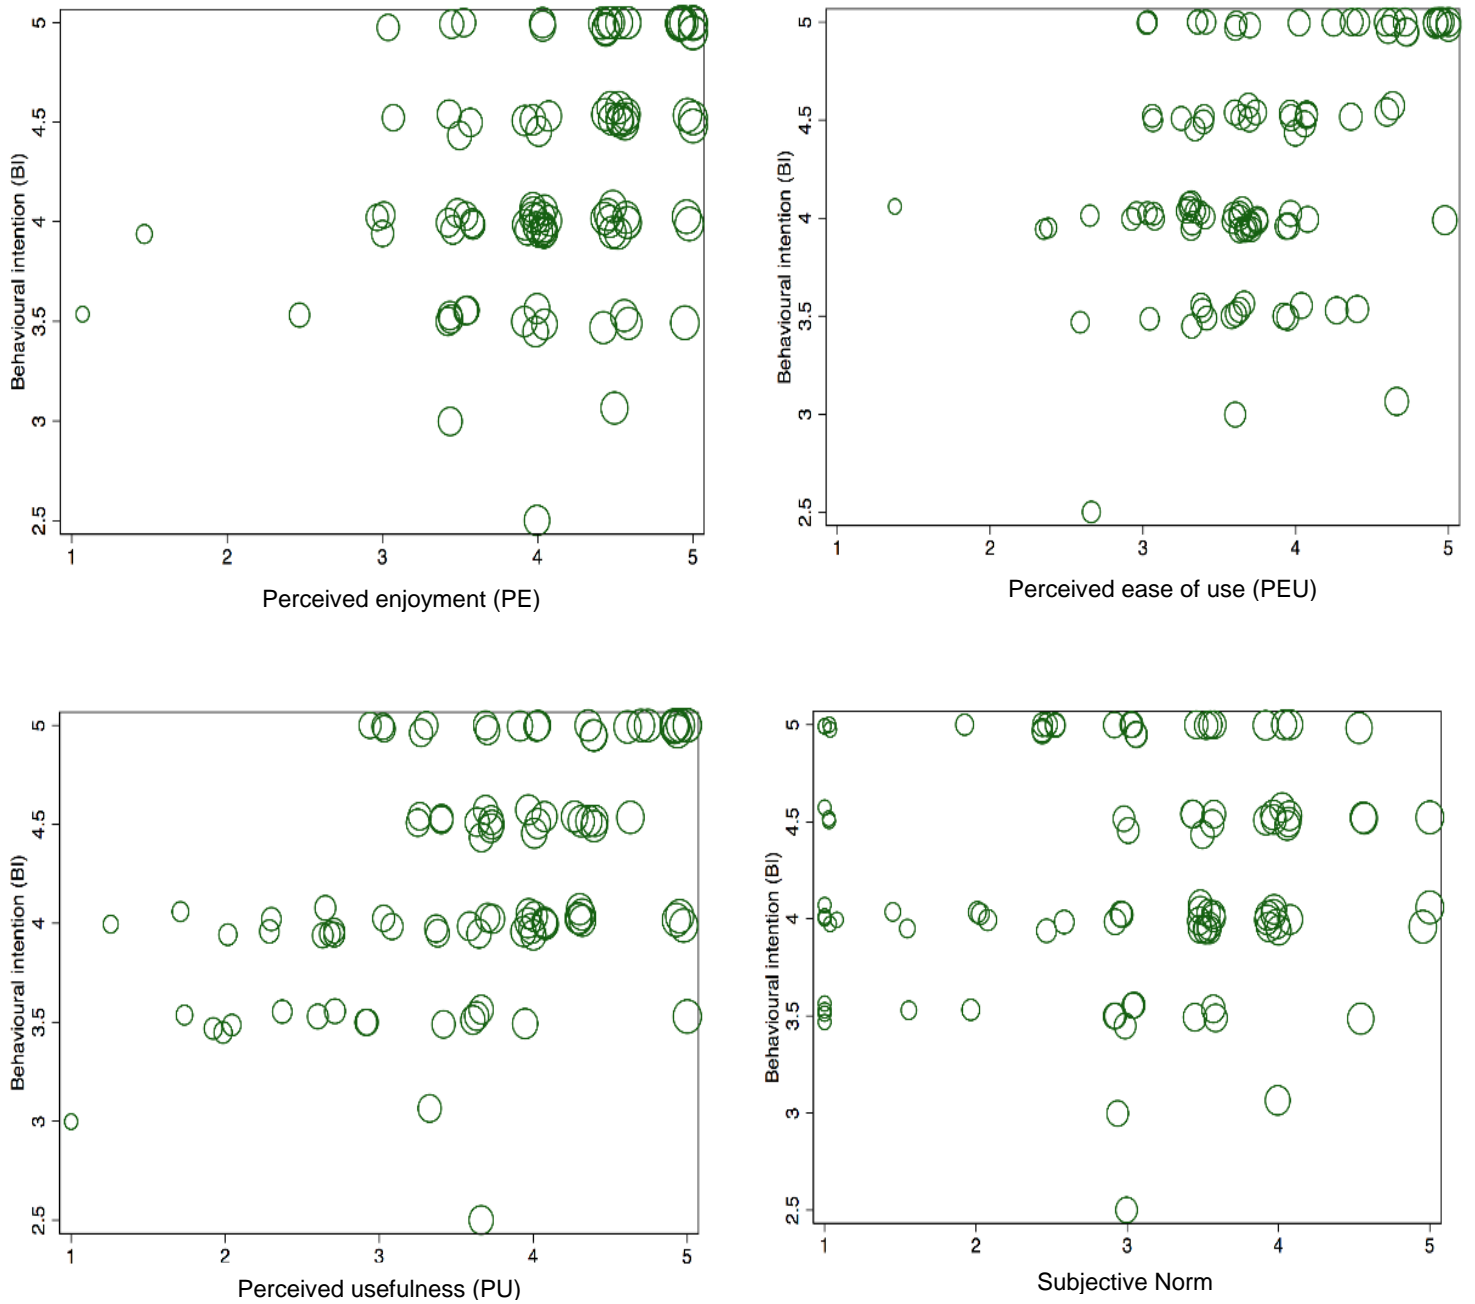 5
4.5
4
3.5
3
2.5
Behavioural intention (BI)
1 2 3 4 5
Perceived enjoyment (PE)
5
4.5
4
3.5
3
2.5
Behavioural intention (BI)
1 2 3 4 5
Perceived ease of use (PEU)
5
4.5
4
3.5
3
2.5
Behavioural intention (BI)
1 2 3 4 5
Perceived usefulness (PU)
5
4.5
4
3.5
3
2.5
Behavioural intention (BI)
1 2 3 4 5
Subjective Norm